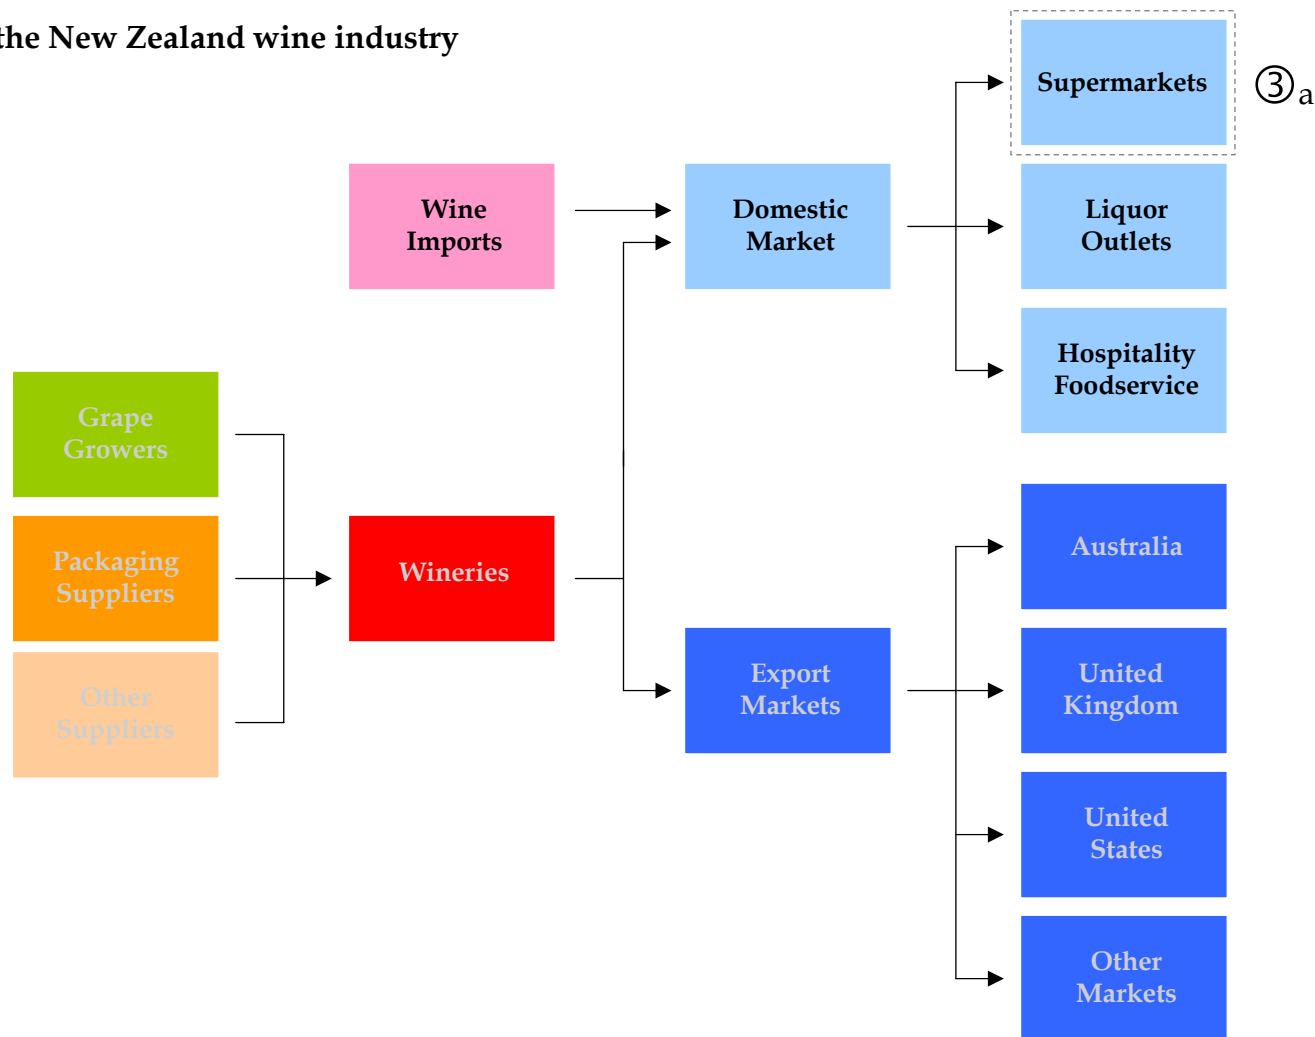 the New Zealand wine industry
Supermarkets
③a
Wine
Imports
Domestic
Market
Liquor
Outlets
Hospitality
Foodservice
Grape
Growers
Packaging
Suppliers
Other
Suppliers
Wineries
Export
Markets
Australia
United
Kingdom
United
States
Other
Markets